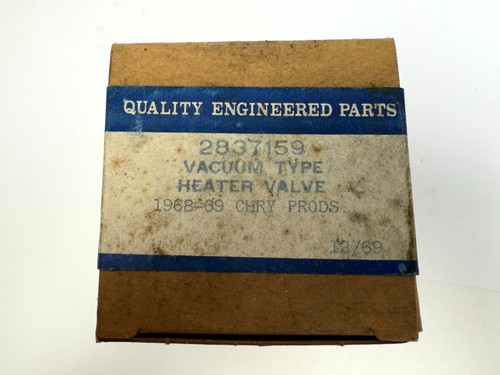 QUALITY ENGINEERED PARTS
2837159
VACUUM TYPE
HEATER VALVE
1968-69 CHRY PRODS.
12/69